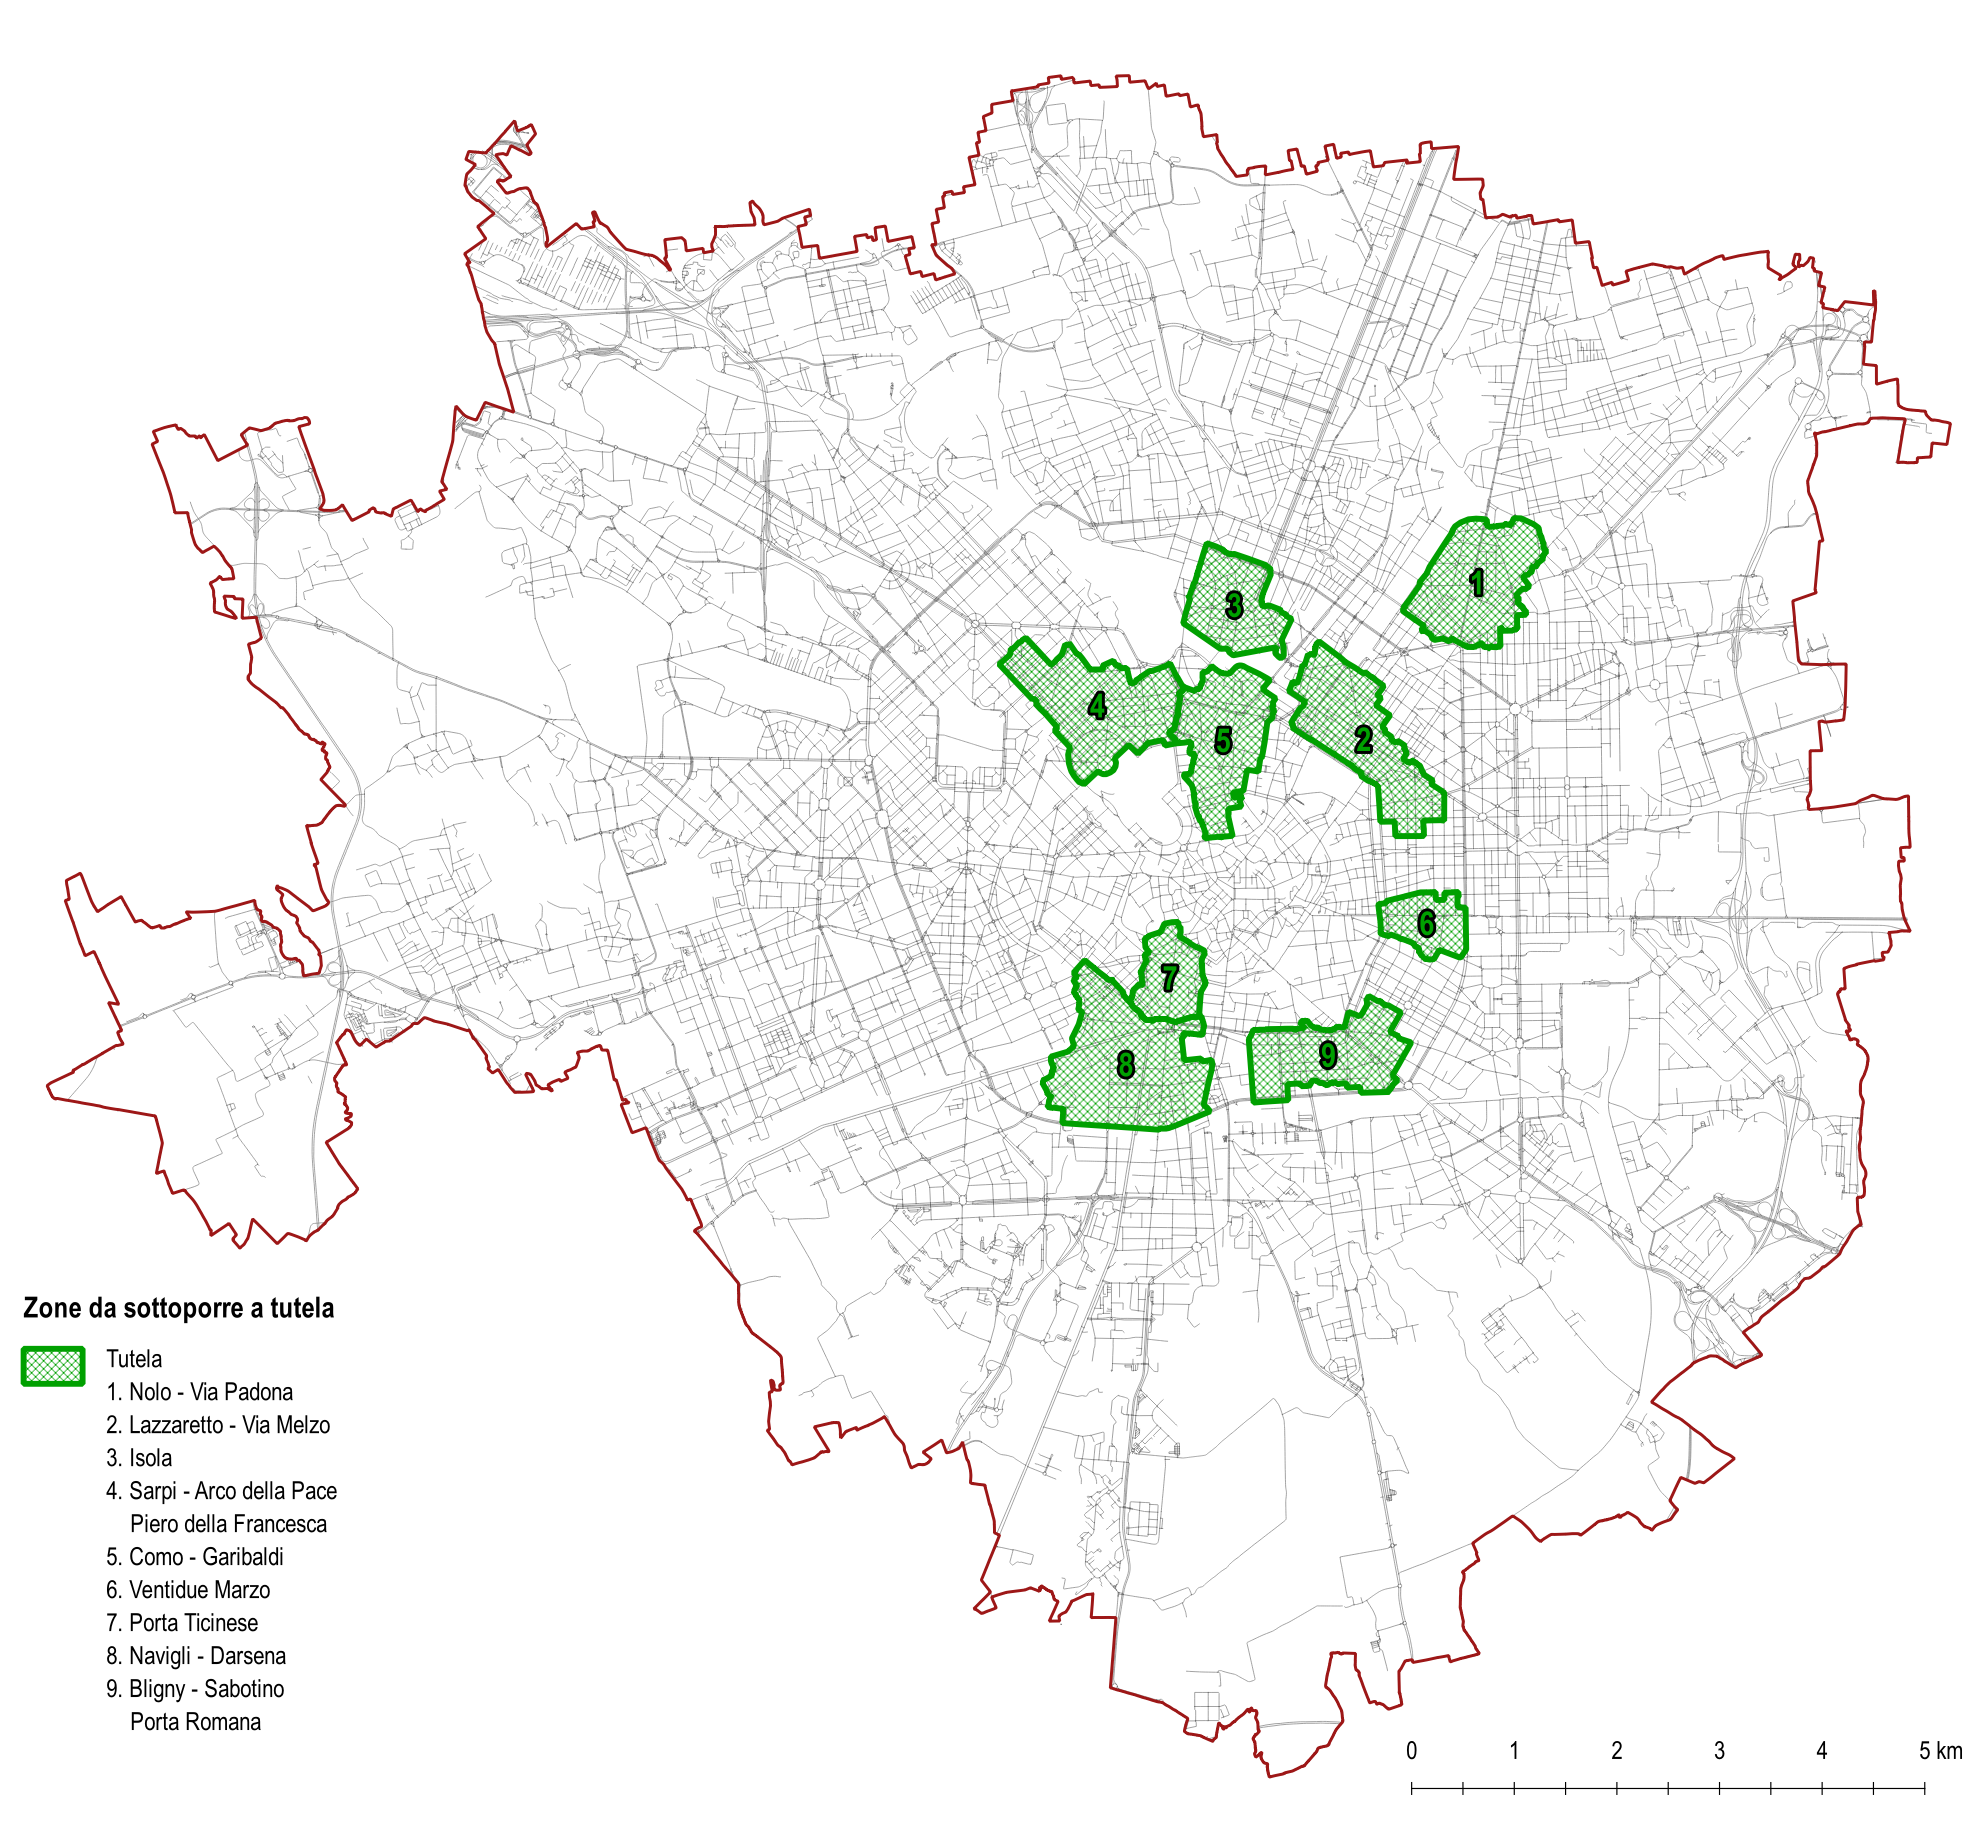 1
3
4
2
5
6
7
8
9
Zone da sottoporre a tutela
Tutela
1. Nolo - Via Padona
2. Lazzaretto - Via Melzo
3. Isola
4. Sarpi - Arco della Pace
Piero della Francesca
5. Como - Garibaldi
6. Ventidue Marzo
7. Porta Ticinese
8. Navigli - Darsena
9. Bligny - Sabotino
Porta Romana
0 1 2 3 4 5 km